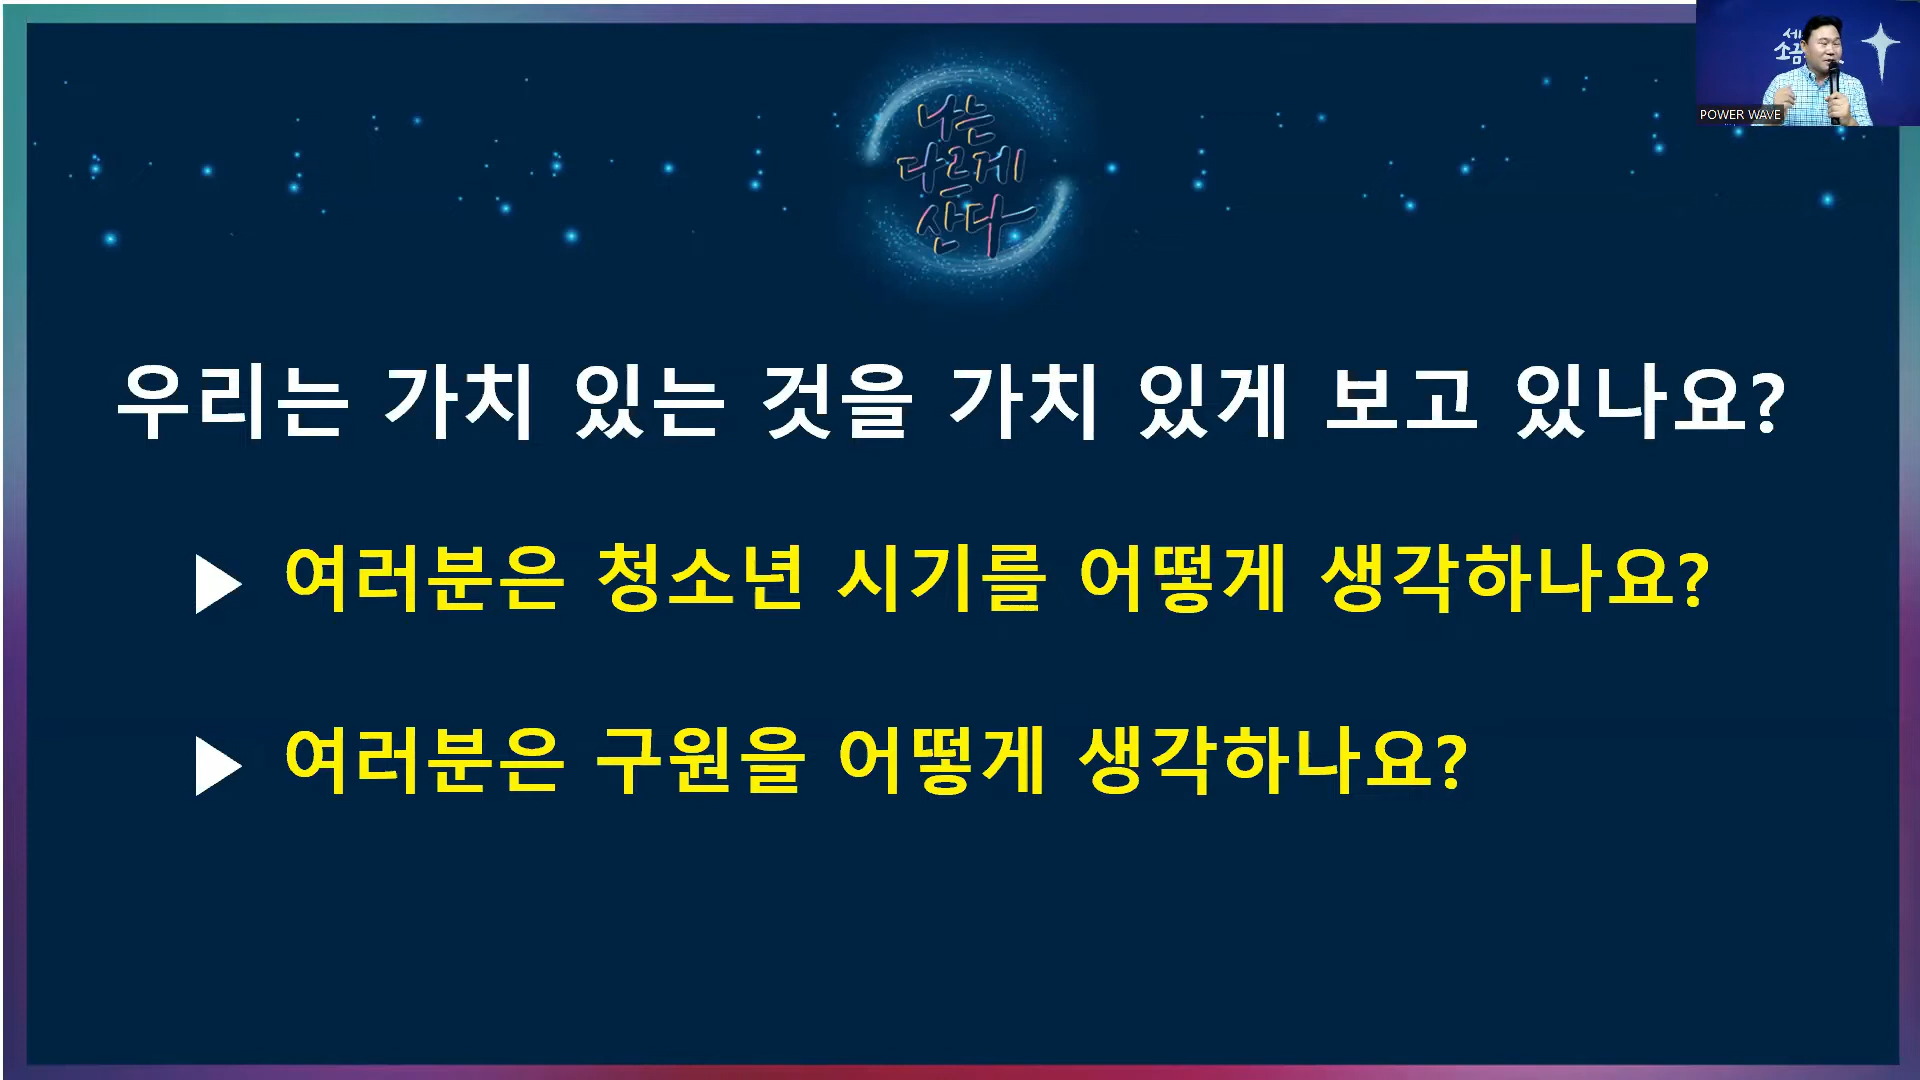 나는
다르게
산다
POWER WAVE
우리는 가치 있는 것을 가치 있게 보고 있나요?
▶ 여러분은 청소년 시기를 어떻게 생각하나요?
▶ 여러분은 구원을 어떻게 생각하나요?